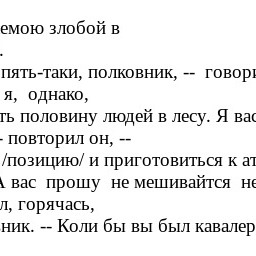 емою злобой в
.
пять-таки, полковник, -- говори
я, однако,
ть половину людей в лесу. Я вас
- повторил он, --
/позицию/ и приготовиться к ат
А вас прошу не мешивайтся не
л, горячась,
ник. -- Коли бы вы был кавалер